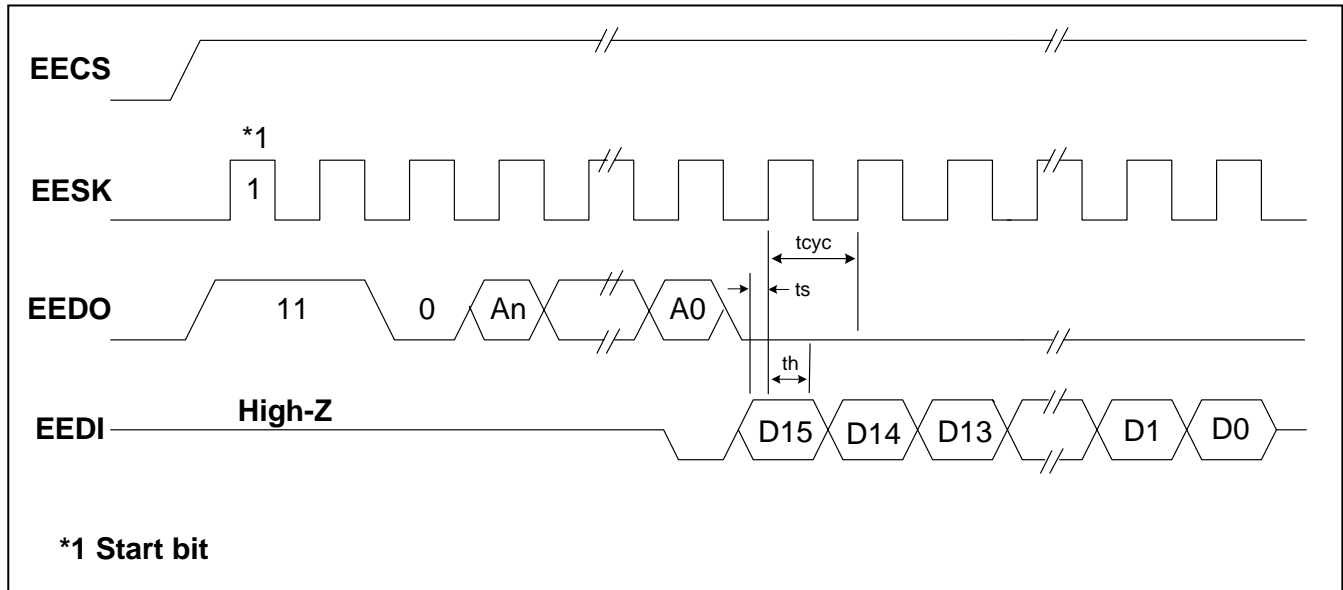 EECS
*1
EESK
1
tcyc
ts
EEDO
11 0 An A0
th
High-Z
EEDI
D15 D14 D13 D1 D0
*1 Start bit